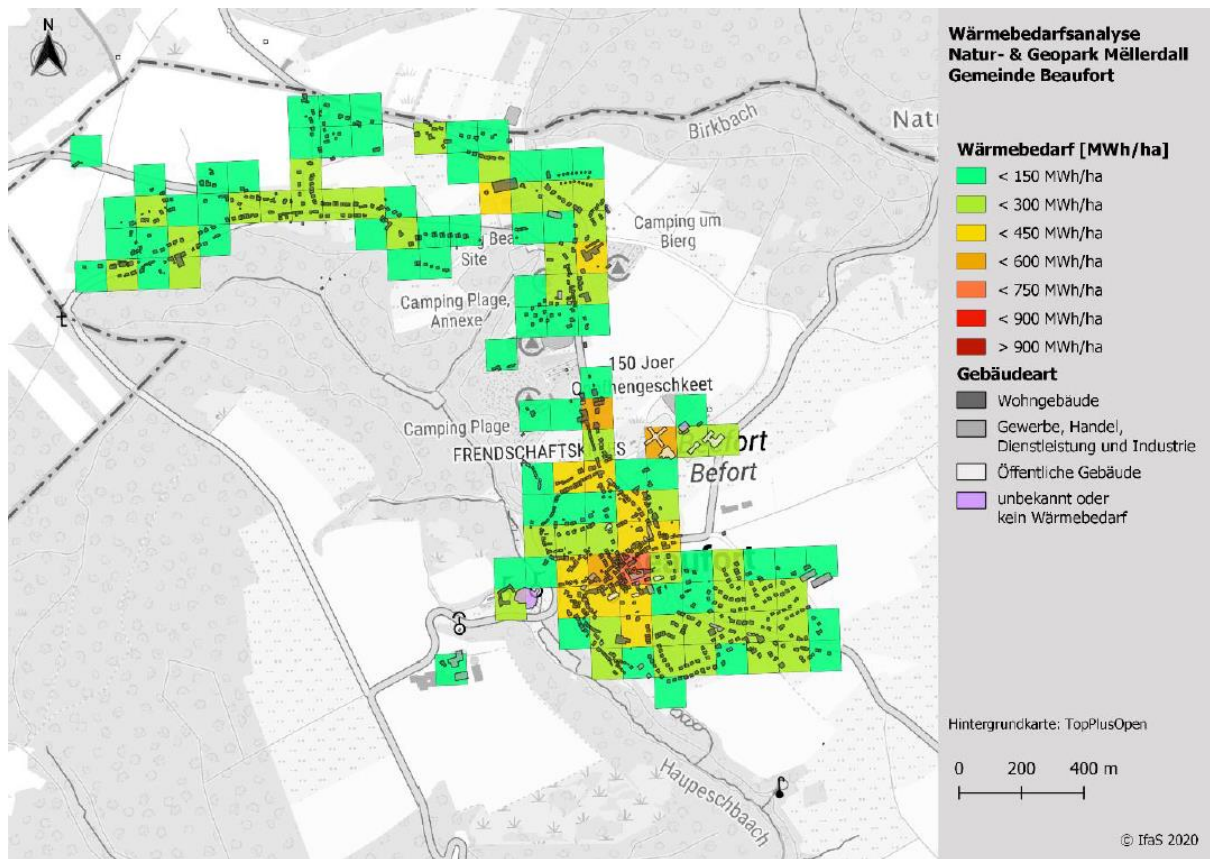 N
Birkbach
Natu
Camping um
Bierg
g Bea
Site
Camping Plage,
Annexe
150 Joer
Camping Plage
FRENDSCHAFTSK
Befort
Befort
Haupeschbaach
Wärmebedarfsanalyse
Natur- & Geopark Mëllerdall
Gemeinde Beaufort
Wärmebedarf [MWh/ha]
< 150 MWh/ha
< 300 MWh/ha
< 450 MWh/ha
< 600 MWh/ha
< 750 MWh/ha
< 900 MWh/ha
> 900 MWh/ha
Gebäudeart
Wohngebäude
Gewerbe, Handel,
Dienstleistung und Industrie
Öffentliche Gebäude
unbekannt oder
kein Wärmebedarf
Hintergrundkarte: TopPlusOpen
0 200 400 m
© IfaS 2020